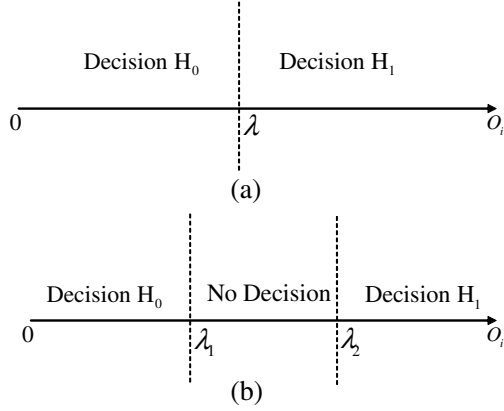 Decision H₀ Decision H₁
0 λ Oᵢ
(a)
Decision H₀ No Decision Decision H₁
0 λ₁ λ₂ Oᵢ
(b)